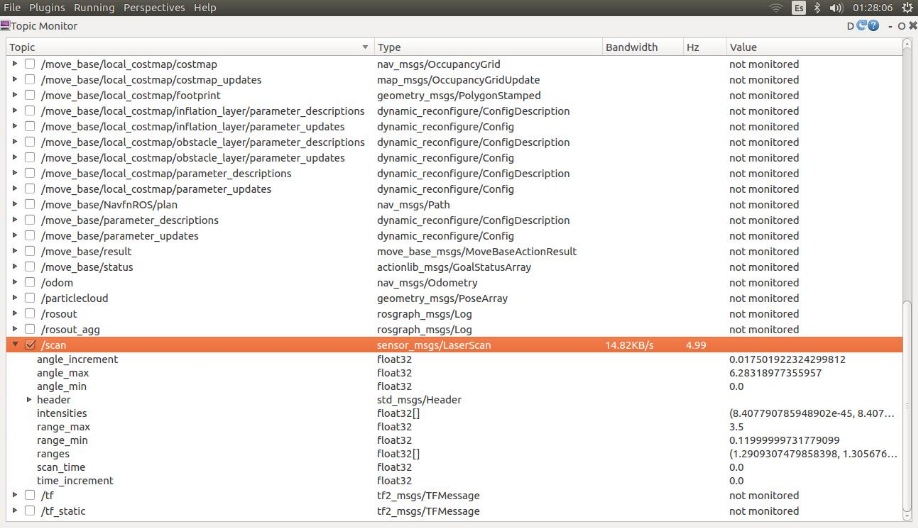 File Plugins Running Perspectives Help Es 01:28:06
Topic Monitor D ? - O
Topic Type Bandwidth Hz Value
/move_base/local_costmap/costmap nav_msgs/OccupancyGrid not monitored
/move_base/local_costmap/costmap_updates map_msgs/OccupancyGridUpdate not monitored
/move_base/local_costmap/footprint geometry_msgs/PolygonStamped not monitored
/move_base/local_costmap/inflation_layer/parameter_descriptions dynamic_reconfigure/ConfigDescription not monitored
/move_base/local_costmap/inflation_layer/parameter_updates dynamic_reconfigure/Config not monitored
/move_base/local_costmap/obstacle_layer/parameter_descriptions dynamic_reconfigure/ConfigDescription not monitored
/move_base/local_costmap/obstacle_layer/parameter_updates dynamic_reconfigure/Config not monitored
/move_base/local_costmap/parameter_descriptions dynamic_reconfigure/ConfigDescription not monitored
/move_base/local_costmap/parameter_updates dynamic_reconfigure/Config not monitored
/move_base/NavfnROS/plan nav_msgs/Path not monitored
/move_base/parameter_descriptions dynamic_reconfigure/ConfigDescription not monitored
/move_base/parameter_updates dynamic_reconfigure/Config not monitored
/move_base/result move_base_msgs/MoveBaseActionResult not monitored
/move_base/status actionlib_msgs/GoalStatusArray not monitored
/odom nav_msgs/Odometry not monitored
/particlecloud geometry_msgs/PoseArray not monitored
/rosout rosgraph_msgs/Log not monitored
/rosout_agg rosgraph_msgs/Log not monitored
/scan sensor_msgs/LaserScan 14.82KB/s 4.99
angle_increment float32 0.017501922324299812
angle_max float32 6.28318977355957
angle_min float32 0.0
header std_msgs/Header
intensities float32[] (8.407790785948902e-45, 8.407...
range_max float32 3.5
range_min float32 0.11999999731779099
ranges float32[] (1.2909307479858398, 1.305676...
scan_time float32 0.0
time_increment float32 0.0
/tf tf2_msgs/TFMessage not monitored
/tf_static tf2_msgs/TFMessage not monitored